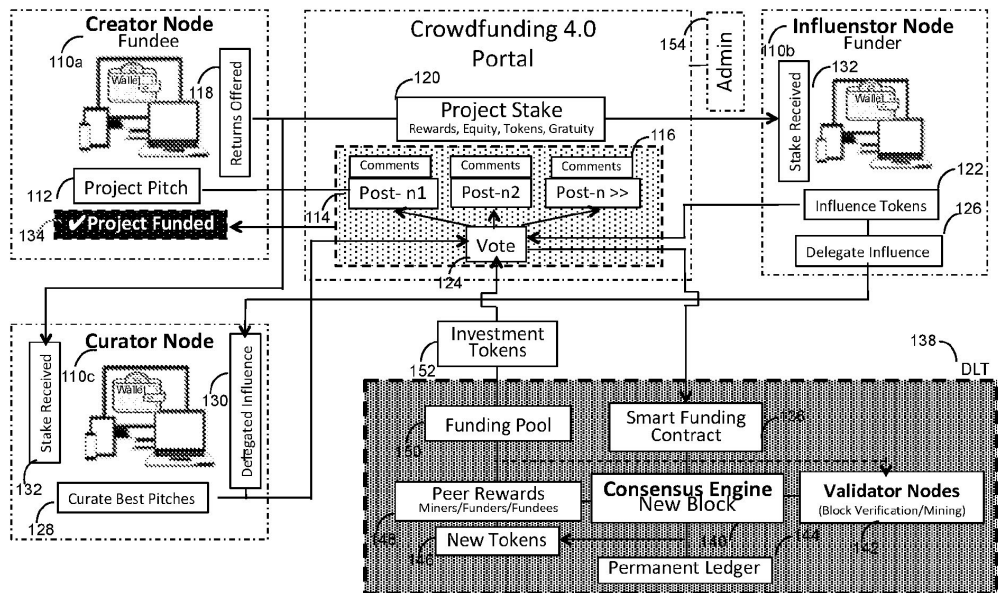 Creator Node
Fundee
110a
Wallet
118
Returns Offered
112
Project Pitch
134
✔Project Funded
Crowdfunding 4.0
Portal
120
Project Stake
Rewards, Equity, Tokens, Gratuity
116
Comments
Comments
Comments
Post- n1
Post-n2
Post-n >>
114
Vote
124
154
Admin
Influenstor Node
Funder
110b
132
Stake Received
Wallet
122
Influence Tokens
126
Delegate Influence
Curator Node
110c
Wallet
130
Stake Received
Delegated Influence
132
Curate Best Pitches
128
Investment
Tokens
152
138
DLT
Funding Pool
150
Smart Funding
Contract
136
Peer Rewards
Miners/Funders/Fundees
148
New Tokens
146
Consensus Engine
New Block
140
Validator Nodes
(Block Verification/Mining)
142
144
Permanent Ledger